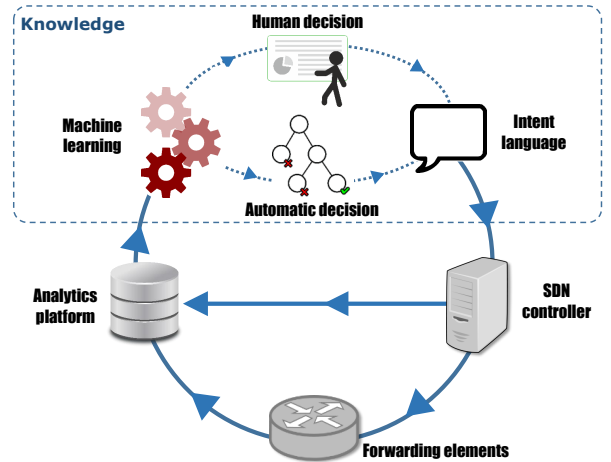 Knowledge
Human decision
Machine
learning
Intent
language
Automatic decision
Analytics
platform
SDN
controller
Forwarding elements